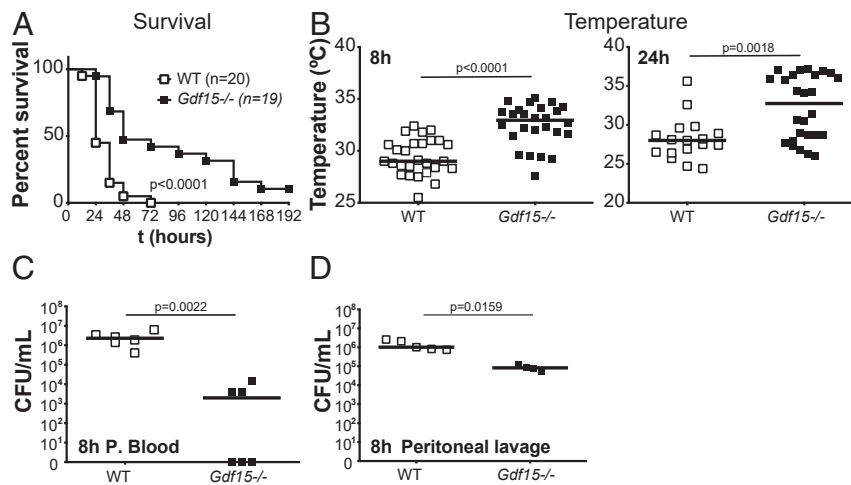 A Survival
Percent survival
100
50
0
0 24 48 72 96 120 144 168 192
t (hours)
WT (n=20)
Gdf15-/- (n=19)
p<0.0001
B Temperature
Temperature (ºC)
8h
p<0.0001
40
35
30
25
WT Gdf15-/-
24h
p=0.0018
40
35
30
25
20
WT Gdf15-/-
C
CFU/mL
p=0.0022
10⁸
10⁷
10⁶
10⁵
10⁴
10³
10²
10¹
0
8h P. Blood
WT Gdf15-/-
D
CFU/mL
p=0.0159
10⁸
10⁷
10⁶
10⁵
10⁴
10³
10²
10¹
0
8h Peritoneal lavage
WT Gdf15-/-